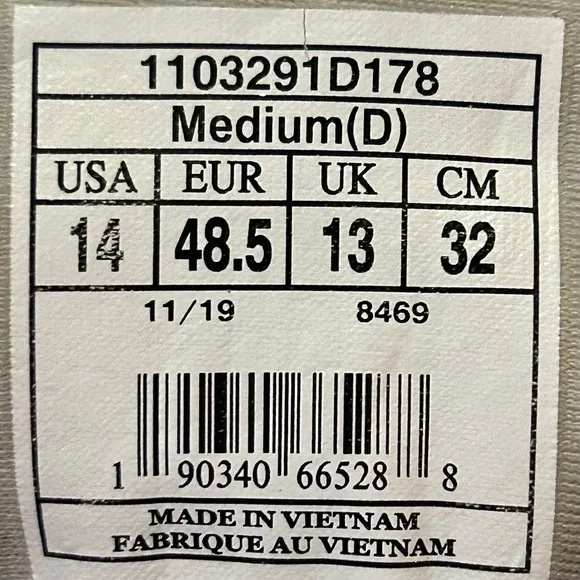 1103291D178
Medium(D)
USA EUR UK CM
14 48.5 13 32
11/19 8469
1 90340 66528 8
MADE IN VIETNAM
FABRIQUE AU VIETNAM